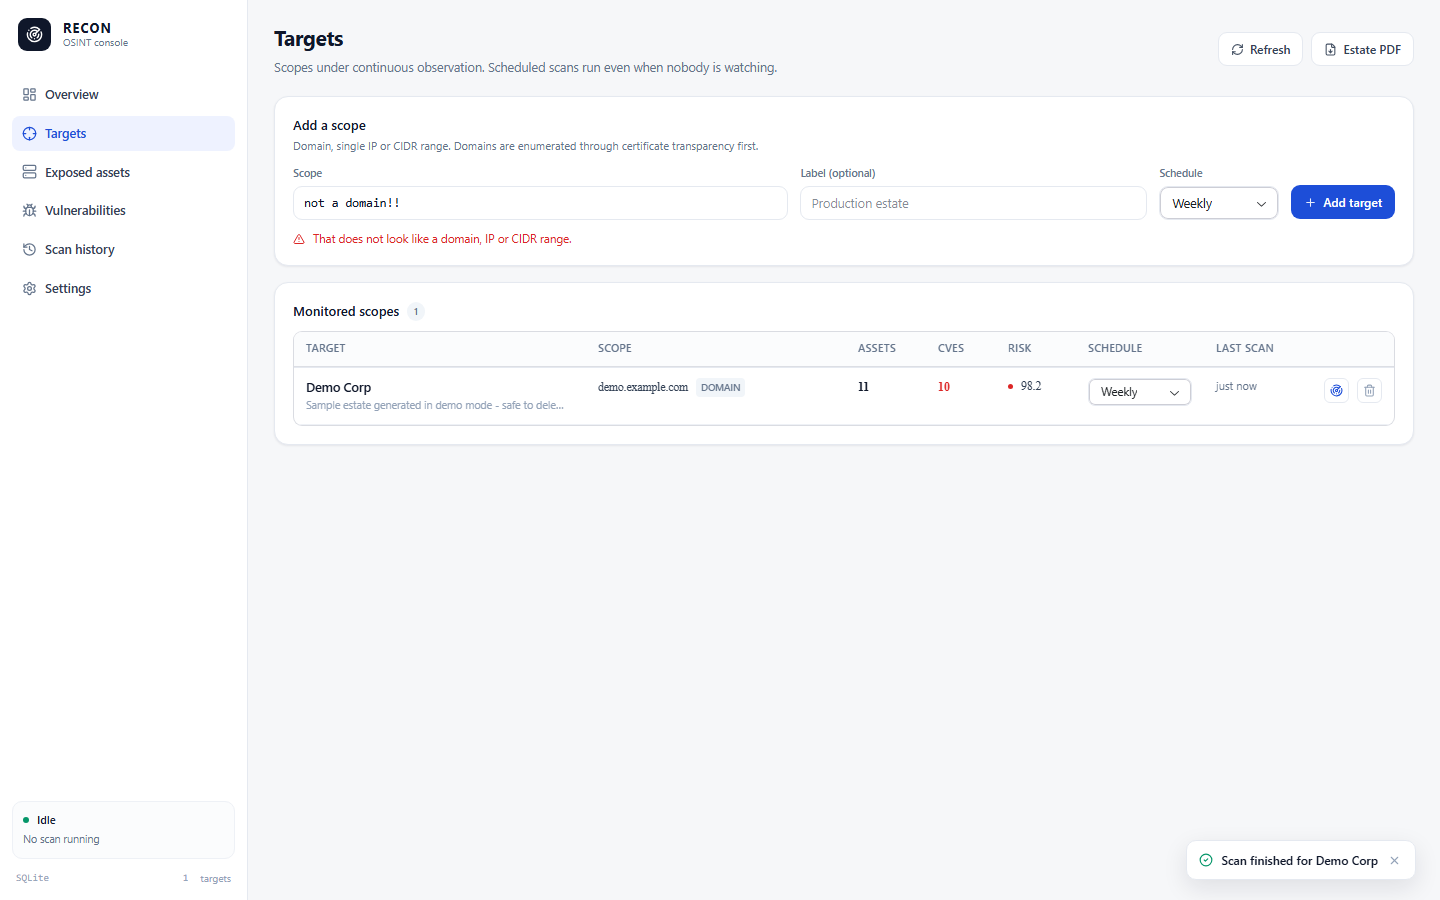 RECON
OSINT console
Overview
Targets
Exposed assets
Vulnerabilities
Scan history
Settings
Idle
No scan running
SQLite 1 targets
Targets
Scopes under continuous observation. Scheduled scans run even when nobody is watching.
Refresh
Estate PDF
Add a scope
Domain, single IP or CIDR range. Domains are enumerated through certificate transparency first.
Scope Label (optional) Schedule
not a domain!! Production estate Weekly Add target
That does not look like a domain, IP or CIDR range.
Monitored scopes 1
TARGET SCOPE ASSETS CVES RISK SCHEDULE LAST SCAN
Demo Corp demo.example.com DOMAIN 11 10 98.2 Weekly just now
Sample estate generated in demo mode - safe to dele...
Scan finished for Demo Corp